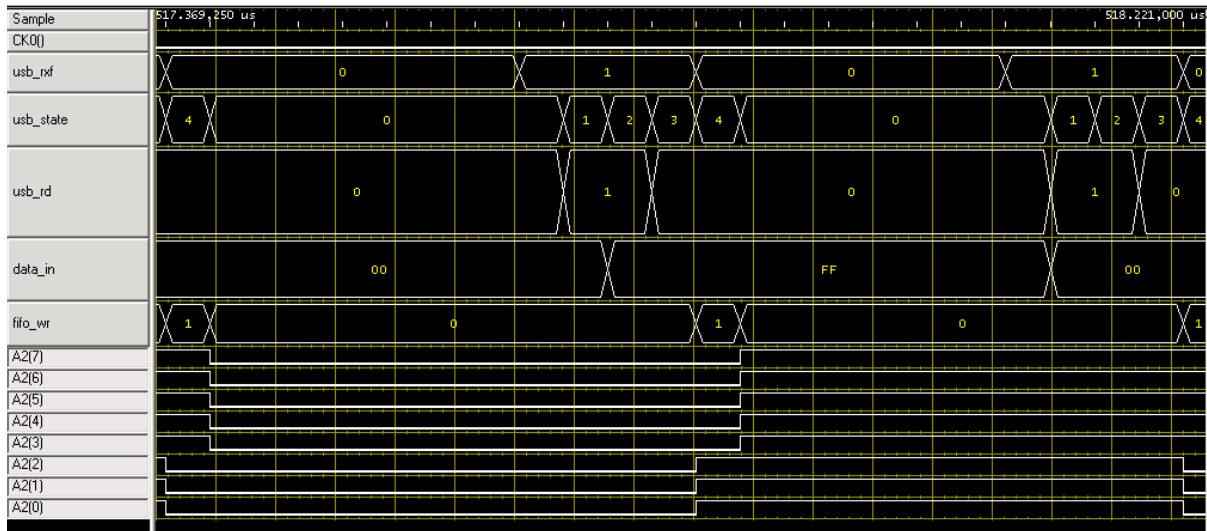 Sample 517.369,250 us 518.221,000 us
CK0()
usb_rxf 0 1 0 1 0
usb_state 4 0 1 2 3 4 0 1 2 3 4
usb_rd 0 1 0 1 0
data_in 00 FF 00
fifo_wr 1 0 1 0 1
A2(7)
A2(6)
A2(5)
A2(4)
A2(3)
A2(2)
A2(1)
A2(0)